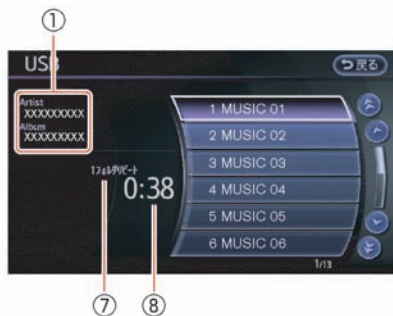 ①
USB
戻る
Artist
XXXXXXXXX
Album
XXXXXXXXX
1フォルダリピート
0:38
1 MUSIC 01
2 MUSIC 02
3 MUSIC 03
4 MUSIC 04
5 MUSIC 05
6 MUSIC 06
1/13
⑦
⑧